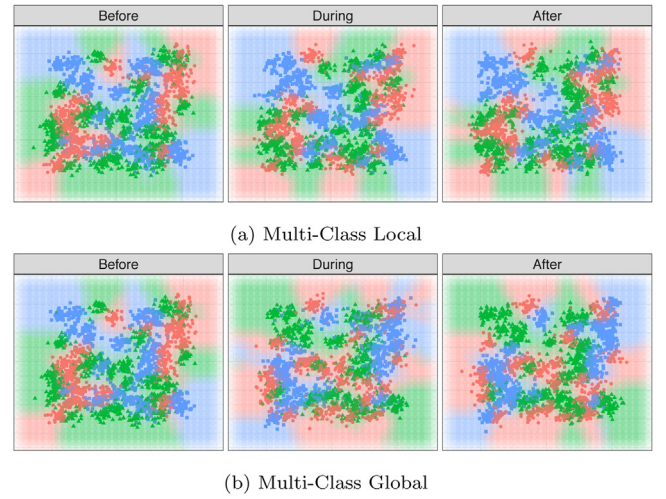 Before During After
(a) Multi-Class Local
Before During After
(b) Multi-Class Global